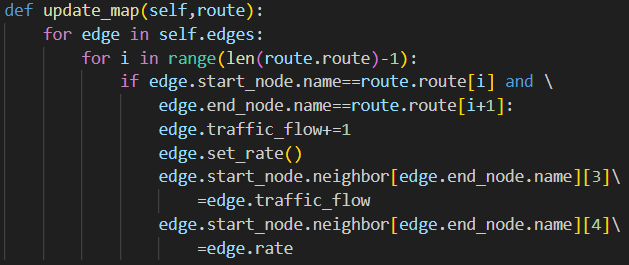 def update_map(self,route):
    for edge in self.edges:
        for i in range(len(route.route)-1):
            if edge.start_node.name==route.route[i] and \
                edge.end_node.name==route.route[i+1]:
                edge.traffic_flow+=1
                edge.set_rate()
                edge.start_node.neighbor[edge.end_node.name][3]\
                    =edge.traffic_flow
                edge.start_node.neighbor[edge.end_node.name][4]\
                    =edge.rate